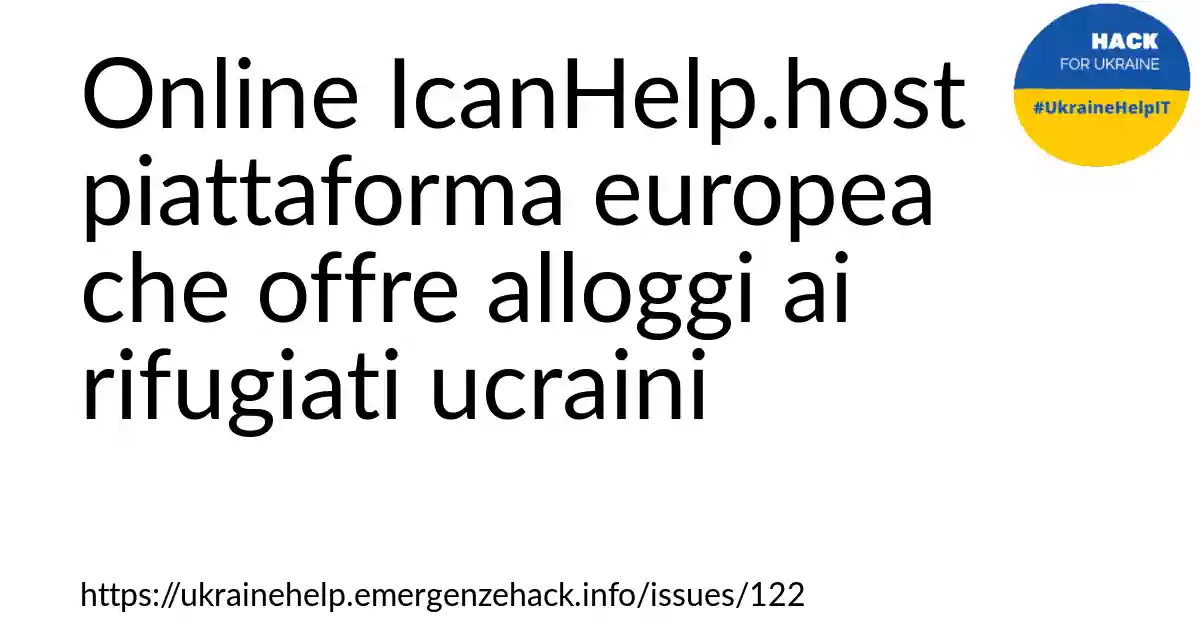 Online IcanHelp.host
piattaforma europea
che offre alloggi ai
rifugiati ucraini
HACK
FOR UKRAINE
#UkraineHelpIT
https://ukrainehelp.emergenzehack.info/issues/122